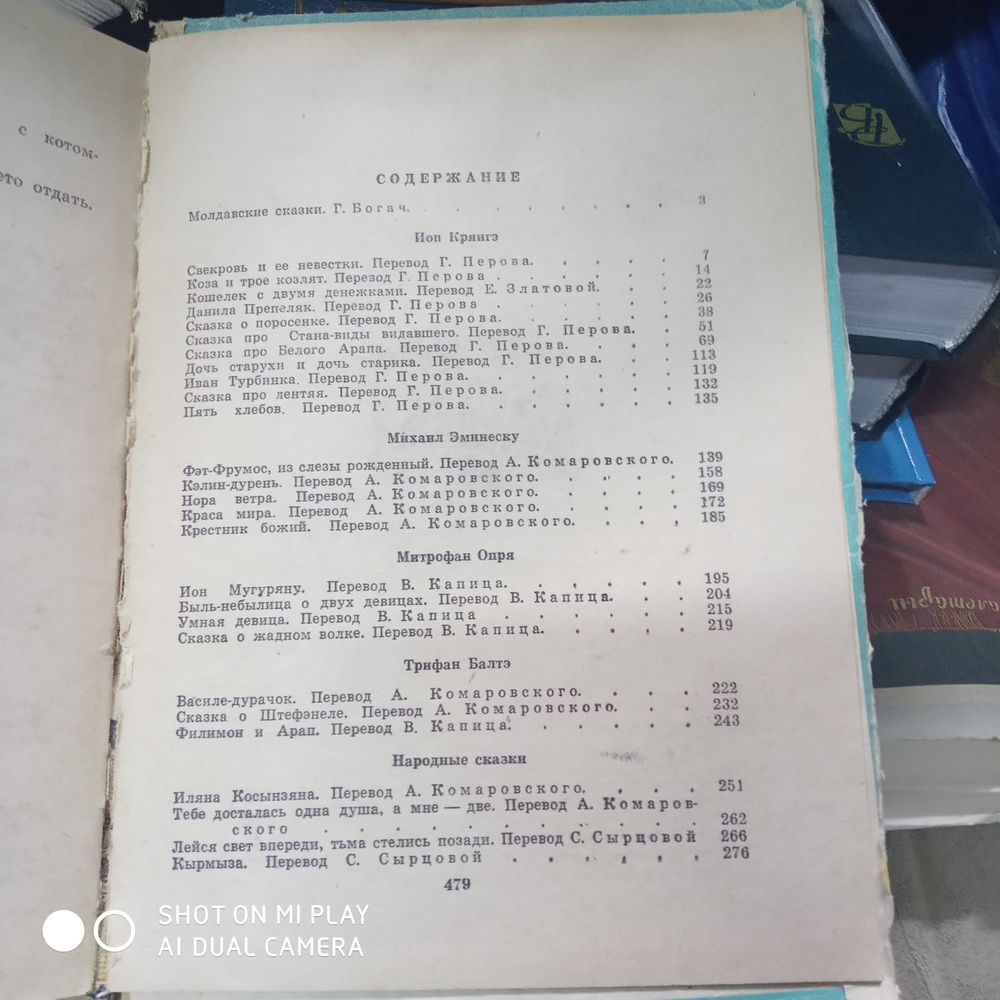 с котом-
ето отдать.
СОДЕРЖАНИЕ
Молдавские сказки. Г. Богач. . . . . . . . 3
Ион Крянгэ
Свекровь и ее невестки. Перевод Г. Перова. . . . . 7
Коза и трое козлят. Перевод Г. Перова . . . . . 14
Кошелек с двумя денежками. Перевод Е. Златовой. . . 22
Данила Препеляк. Перевод Г. Перова . . . . . 26
Сказка о поросенке. Перевод Г. Перова. . . . . 38
Сказка про Стана-виды видавшего. Перевод Г. Перова. . 51
Сказка про Белого Арапа. Перевод Г. Перова. . . . 69
Дочь старухи и дочь старика. Перевод Г. Перова. . . 113
Иван Турбинка. Перевод Г. Перова. . . . . . 119
Сказка про лентяя. Перевод Г. Перова. . . . . 132
Пять хлебов. Перевод Г. Перова. . . . . . 135
Михаил Эминеску
Фэт-Фрумос, из слезы рожденный. Перевод А. Комаровского. 139
Кэлин-дурень. Перевод А. Комаровского. . . . . 158
Нора ветра. Перевод А. Комаровского. . . . . 169
Краса мира. Перевод А. Комаровского. . . . . 172
Крестник божий. Перевод А. Комаровского. . . . 185
Митрофан Опря
Ион Мугуряну. Перевод В. Капица. . . . . . 195
Быль-небылица о двух девицах. Перевод В. Капица. . . 204
Умная девица. Перевод В. Капица . . . . . 215
Сказка о жадном волке. Перевод В. Капица. . . . . 219
Трифан Балтэ
Василе-дурачок. Перевод А. Комаровского. . . . 222
Сказка о Штефэнеле. Перевод А. Комаровского. . . 232
Филимон и Арап. Перевод В. Капица. . . . . 243
Народные сказки
Иляна Косынзяна. Перевод А. Комаровского. . . . 251
Тебе досталась одна душа, а мне — две. Перевод А. Комаров-
ского . . . . . . . . . . 262
Лейся свет впереди, тьма стелись позади. Перевод С. Сырцовой 266
Кырмыза. Перевод С. Сырцовой . . . . . 276
479
SHOT ON MI PLAY
AI DUAL CAMERA